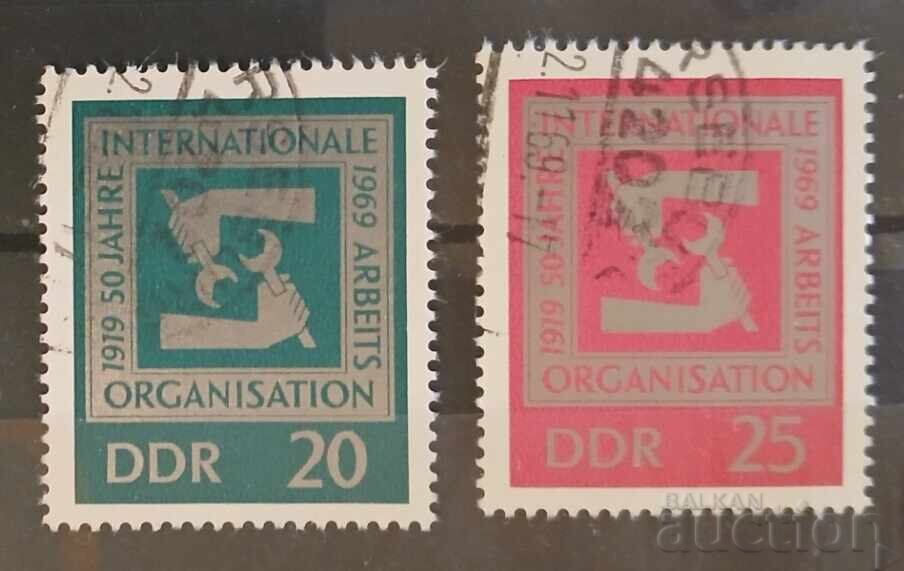 INTERNATIONALE
1919 50 JAHRE
1969 ARBEITS
ORGANISATION
DDR 20
INTERNATIONALE
1919 50 JAHRE
1969 ARBEITS
ORGANISATION
DDR 25
BALKAN
auction